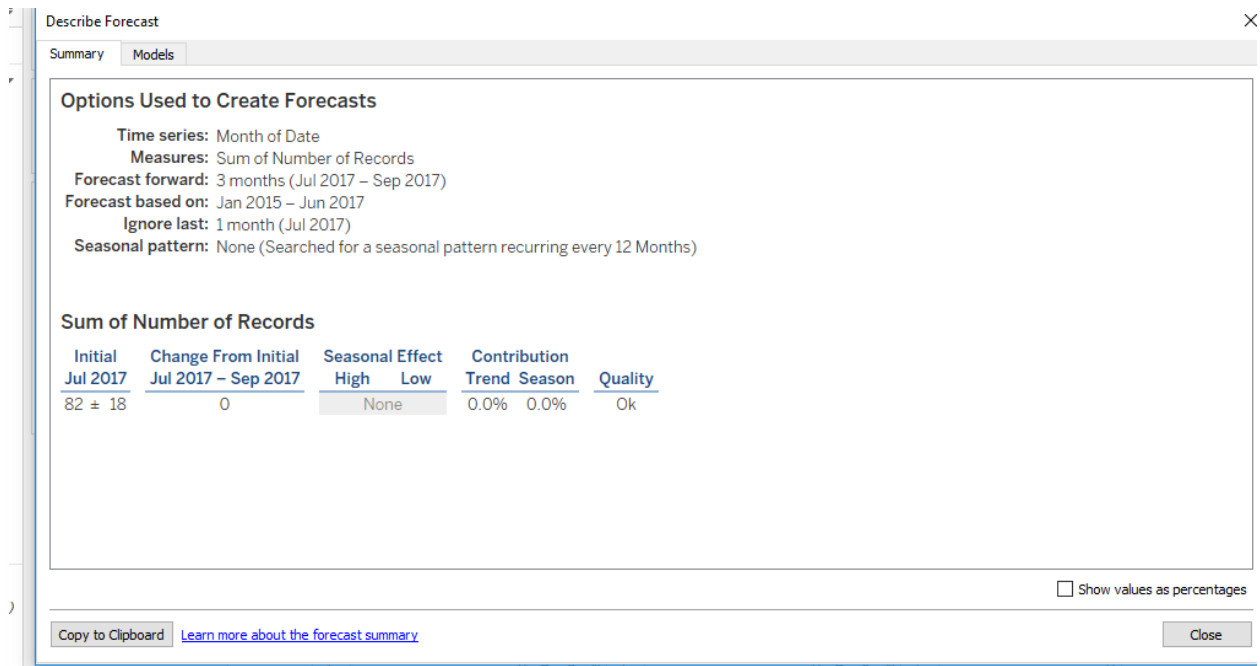 Describe Forecast
Summary Models
Options Used to Create Forecasts
Time series: Month of Date
Measures: Sum of Number of Records
Forecast forward: 3 months (Jul 2017 – Sep 2017)
Forecast based on: Jan 2015 – Jun 2017
Ignore last: 1 month (Jul 2017)
Seasonal pattern: None (Searched for a seasonal pattern recurring every 12 Months)
Sum of Number of Records
Initial Change From Initial Seasonal Effect Contribution
Jul 2017 Jul 2017 – Sep 2017 High Low Trend Season Quality
82 ± 18 0 None 0.0% 0.0% Ok
Show values as percentages
Copy to Clipboard Learn more about the forecast summary Close